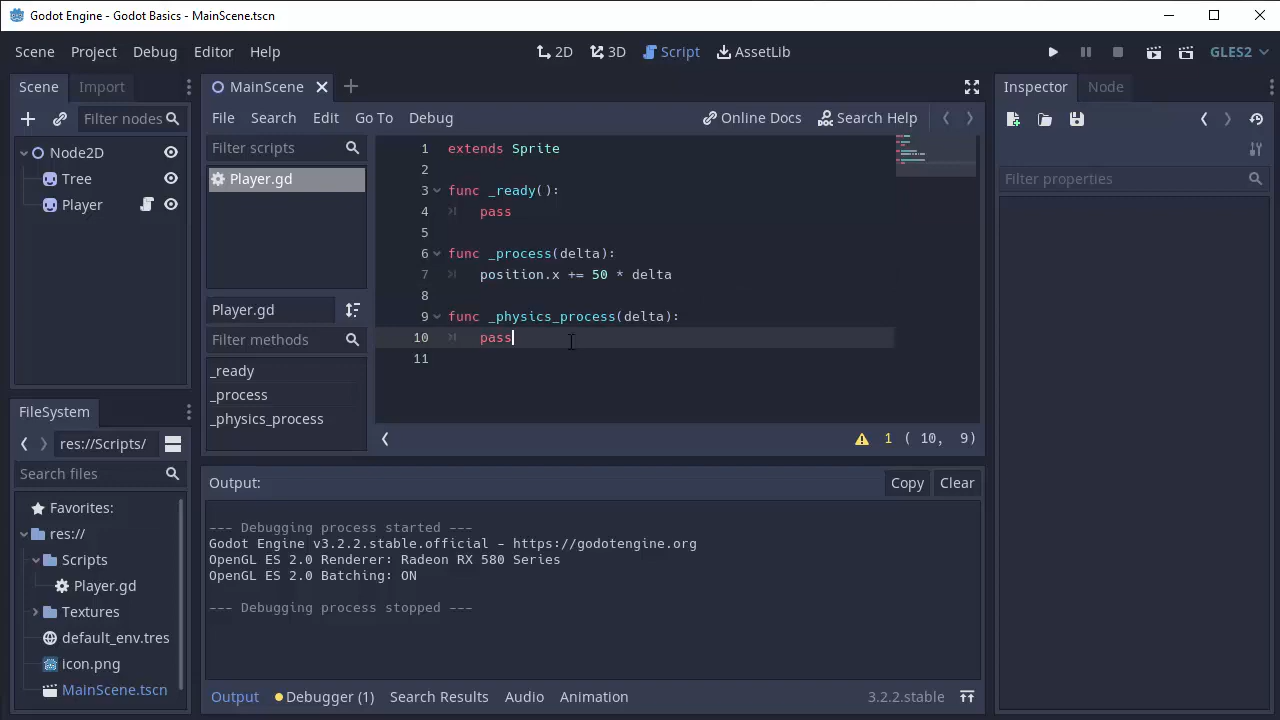 Godot Engine - Godot Basics - MainScene.tscn
Scene Project Debug Editor Help
2D 3D Script AssetLib
GLES2
Scene Import
Filter nodes
Node2D
Tree
Player
MainScene
File Search Edit Go To Debug
Online Docs Search Help
Filter scripts
Player.gd
Player.gd
Filter methods
_ready
_process
_physics_process
1 extends Sprite
2
3 func _ready():
4 pass
5
6 func _process(delta):
7 position.x += 50 * delta
8
9 func _physics_process(delta):
10 pass
11
1 ( 10, 9)
Inspector Node
Filter properties
FileSystem
res://Scripts/
Search files
Favorites:
res://
Scripts
Player.gd
Textures
default_env.tres
icon.png
MainScene.tscn
Output:
Copy Clear
--- Debugging process started ---
Godot Engine v3.2.2.stable.official - https://godotengine.org
OpenGL ES 2.0 Renderer: Radeon RX 580 Series
OpenGL ES 2.0 Batching: ON
--- Debugging process stopped ---
Output Debugger (1) Search Results Audio Animation
3.2.2.stable